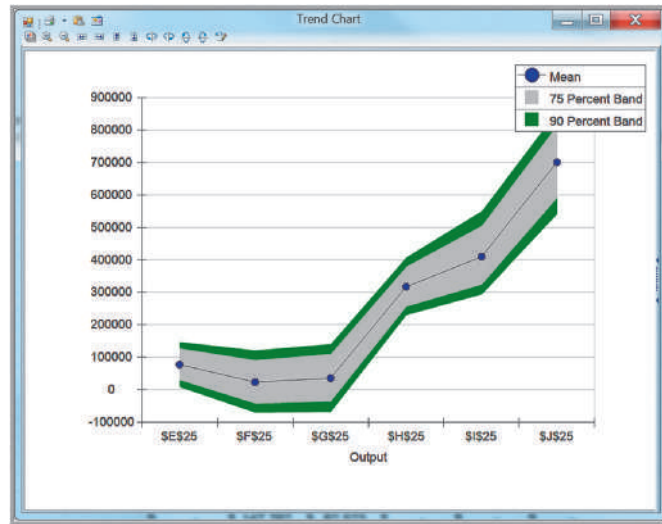 Trend Chart
Mean
75 Percent Band
90 Percent Band
900000
800000
700000
600000
500000
400000
300000
200000
100000
0
-100000
$E$25 $F$25 $G$25 $H$25 $I$25 $J$25
Output